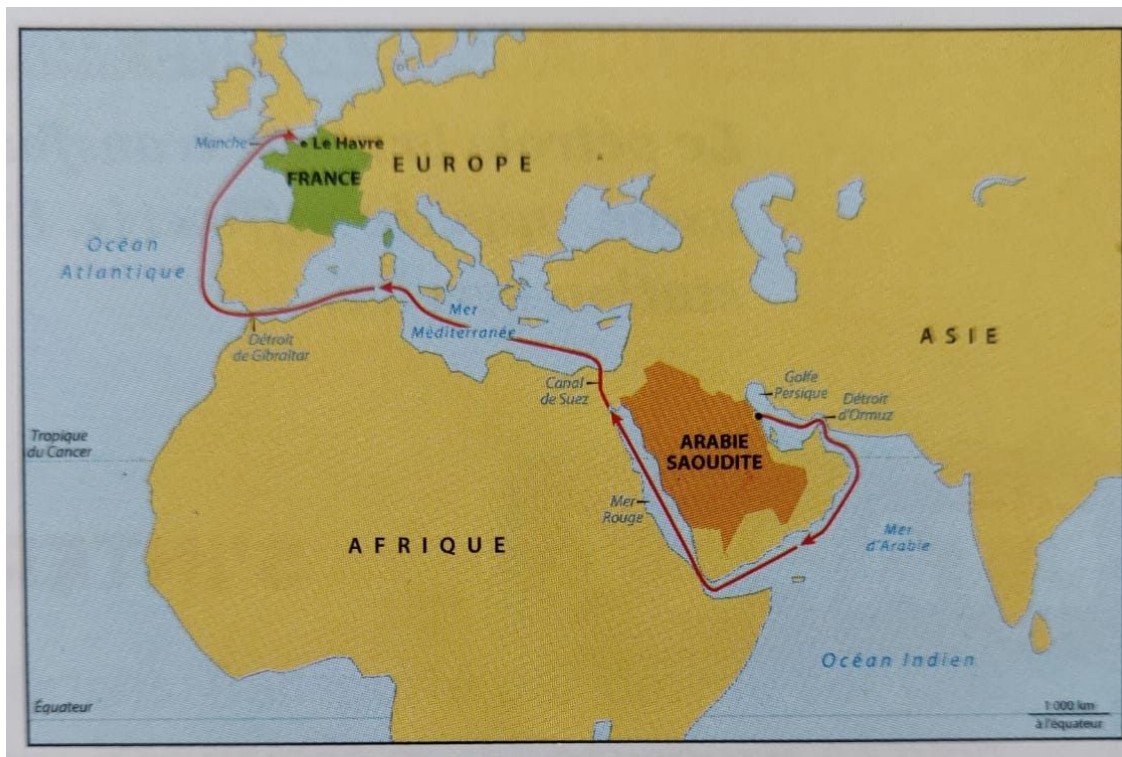 Manche
Le Havre
FRANCE
EUROPE
Océan
Atlantique
Mer
Méditerranée
Détroit
de Gibraltar
ASIE
Canal
de Suez
Golfe
Persique
Détroit
d'Ormuz
Tropique
du Cancer
ARABIE
SAOUDITE
Mer
Rouge
Mer
d'Arabie
AFRIQUE
Océan Indien
Équateur
1 000 km
à l'équateur